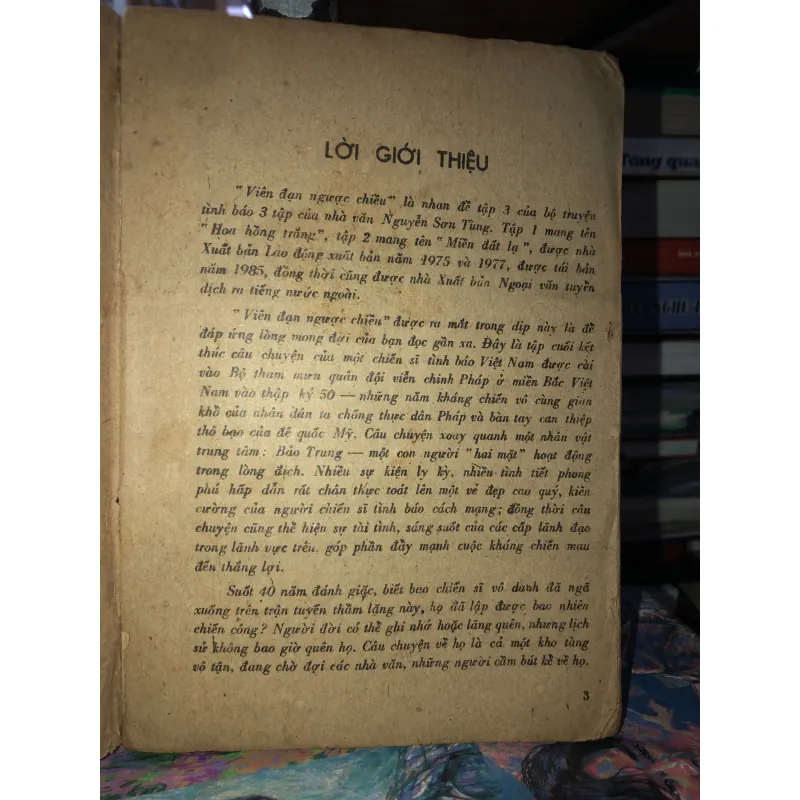 LỜI GIỚI THIỆU
"Viên đạn ngược chiều" là nhan đề tập 3 của bộ truyện
tình báo 3 tập của nhà văn Nguyễn Sơn Tùng. Tập 1 mang tên
"Hoa hồng trắng", tập 2 mang tên "Miền đất lạ", được nhà
Xuất bản Lao động xuất bản năm 1975 và 1977, được tái bản
năm 1985, đồng thời cũng được nhà Xuất bản Ngoại văn tuyển
dịch ra tiếng nước ngoài.
"Viên đạn ngược chiều" được ra mắt trong dịp này là để
đáp ứng lòng mong đợi của bạn đọc gần xa. Đây là tập cuối kết
thúc câu chuyện của một chiến sĩ tình báo Việt Nam được cài
vào Bộ tham mưu quân đội viễn chinh Pháp ở miền Bắc Việt
Nam vào thập kỷ 50 — những năm kháng chiến vô cùng gian
khổ của nhân dân ta chống thực dân Pháp và bàn tay can thiệp
thô bạo của đế quốc Mỹ. Câu chuyện xoay quanh một nhân vật
trung tâm: Bảo Trung — một con người "hai mặt" hoạt động
trong lòng địch. Nhiều sự kiện ly kỳ, nhiều tình tiết phong
phú hấp dẫn rất chân thực toát lên một vẻ đẹp cao quý, kiên
cường của người chiến sĩ tình báo cách mạng; đồng thời câu
chuyện cũng thể hiện sự tài tình, sáng suốt của các cấp lãnh đạo
trong lãnh vực trên, góp phần đẩy mạnh cuộc kháng chiến mau
đến thắng lợi.
Suốt 40 năm đánh giặc, biết bao chiến sĩ vô danh đã ngã
xuống trên trận tuyến thầm lặng này, họ đã lập được bao nhiên
chiến công? Người đời có thể ghi nhớ hoặc lãng quên, nhưng lịch
sử không bao giờ quên họ. Câu chuyện về họ là cả một kho tàng
vô tận, đang chờ đợi các nhà văn, những người cầm bút kể về họ.
3
Tổng qua